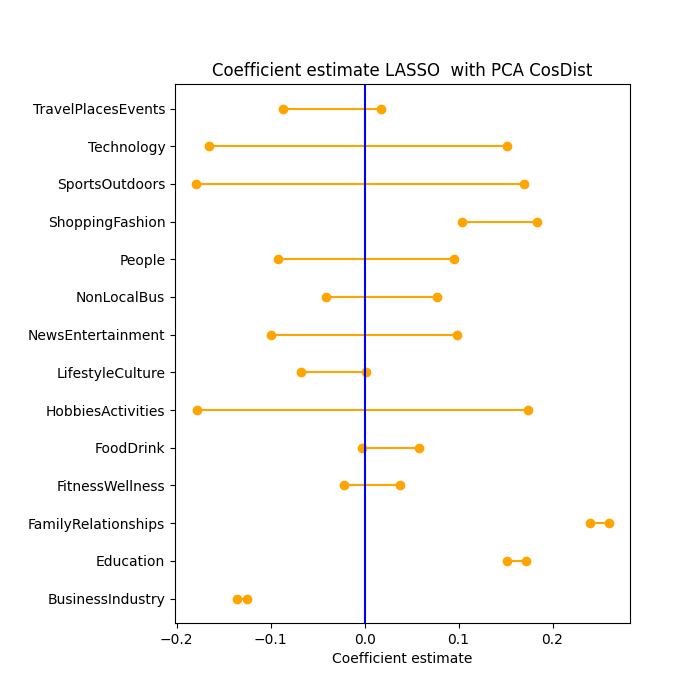 Coefficient estimate LASSO  with PCA CosDist
TravelPlacesEvents
Technology
SportsOutdoors
ShoppingFashion
People
NonLocalBus
NewsEntertainment
LifestyleCulture
HobbiesActivities
FoodDrink
FitnessWellness
FamilyRelationships
Education
BusinessIndustry
−0.2 −0.1 0.0 0.1 0.2
Coefficient estimate